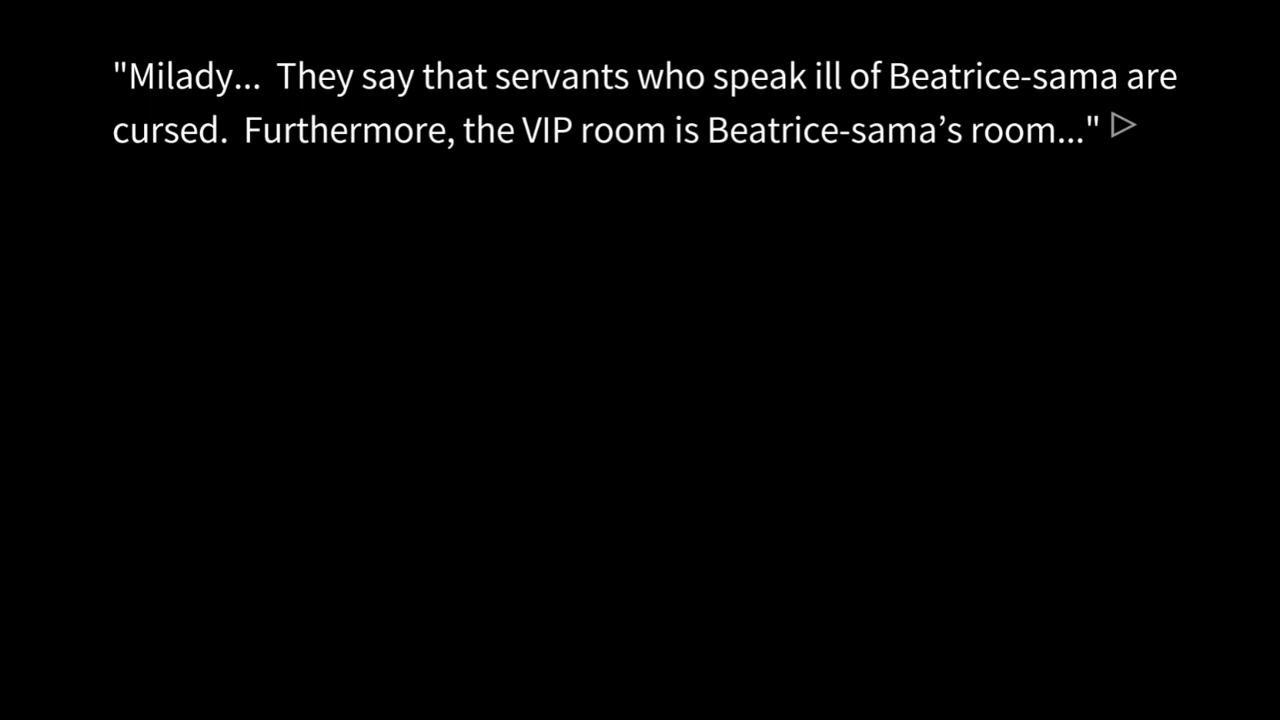 "Milady...  They say that servants who speak ill of Beatrice-sama are
cursed.  Furthermore, the VIP room is Beatrice-sama’s room..."